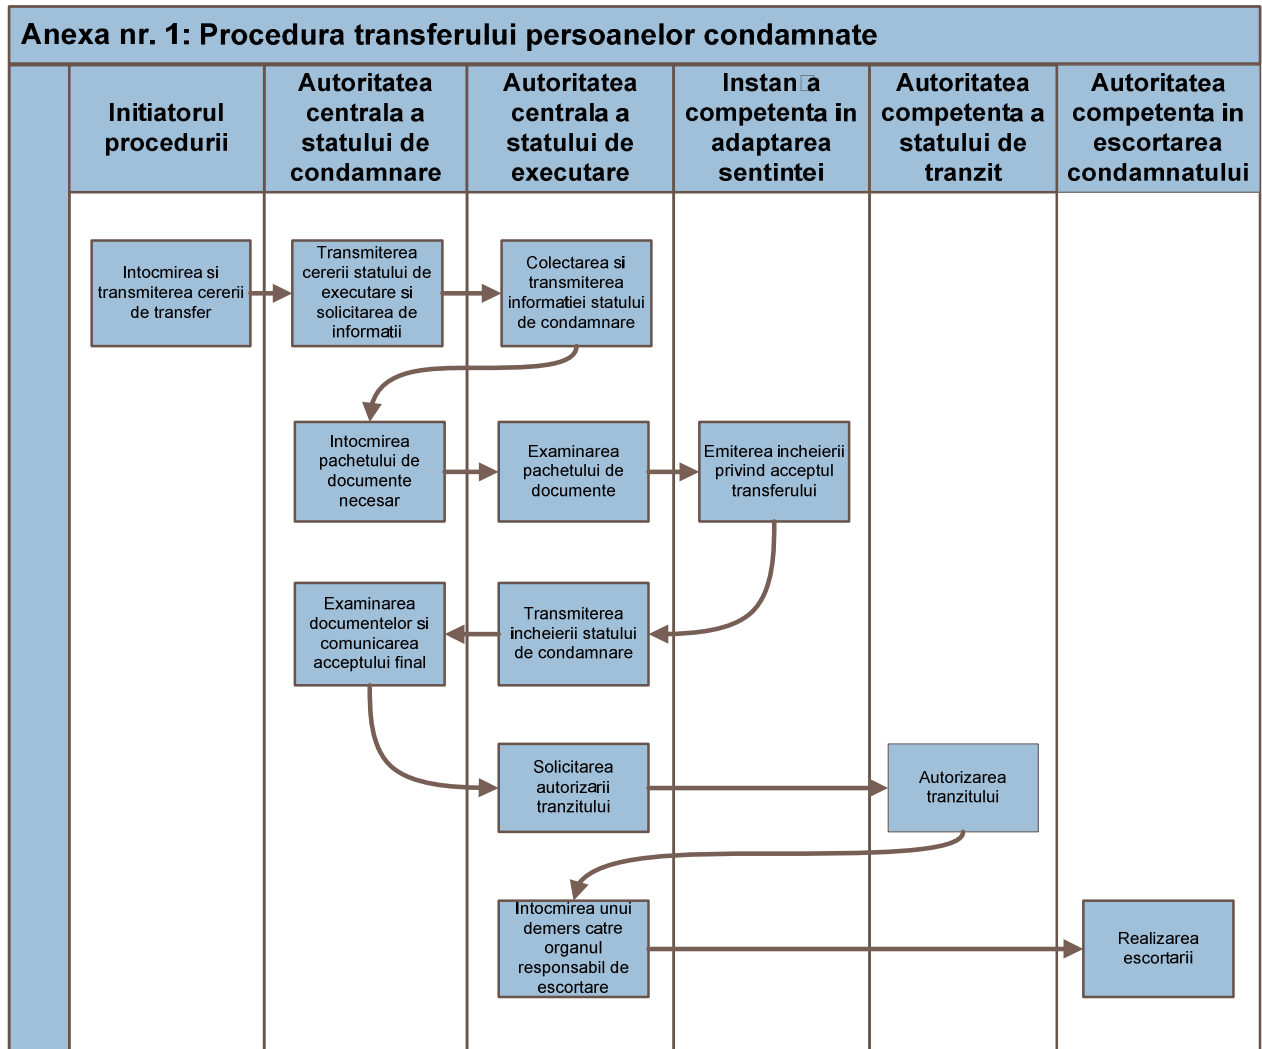 Anexa nr. 1: Procedura transferului persoanelor condamnate
Initiatorul
procedurii
Autoritatea
centrala a
statului de
condamnare
Autoritatea
centrala a
statului de
executare
Instan□a
competenta in
adaptarea
sentintei
Autoritatea
competenta a
statului de
tranzit
Autoritatea
competenta in
escortarea
condamnatului
Intocmirea si
transmiterea cererii
de transfer
Transmiterea
cererii statului de
executare si
solicitarea de
informatii
Colectarea si
transmiterea
informatiei statului
de condamnare
Intocmirea
pachetului de
documente
necesar
Examinarea
pachetului de
documente
Emiterea incheierii
privind acceptul
transferului
Examinarea
documentelor si
comunicarea
acceptului final
Transmiterea
incheierii statului
de condamnare
Solicitarea
autorizarii
tranzitului
Autorizarea
tranzitului
Intocmirea unui
demers catre
organul
responsabil de
escortare
Realizarea
escortarii